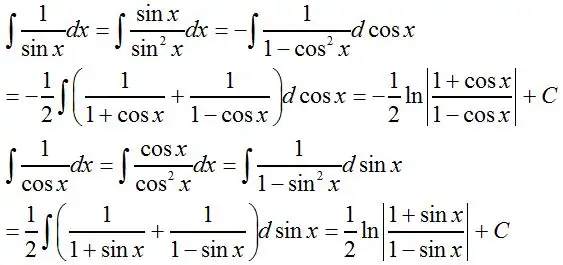 ∫ 1/(sin x) dx = ∫ (sin x)/(sin² x) dx = −∫ 1/(1 − cos² x) d cos x
= −1/2 ∫ ( 1/(1 + cos x) + 1/(1 − cos x) ) d cos x = −1/2 ln |(1 + cos x)/(1 − cos x)| + C
∫ 1/(cos x) dx = ∫ (cos x)/(cos² x) dx = ∫ 1/(1 − sin² x) d sin x
= 1/2 ∫ ( 1/(1 + sin x) + 1/(1 − sin x) ) d sin x = 1/2 ln |(1 + sin x)/(1 − sin x)| + C